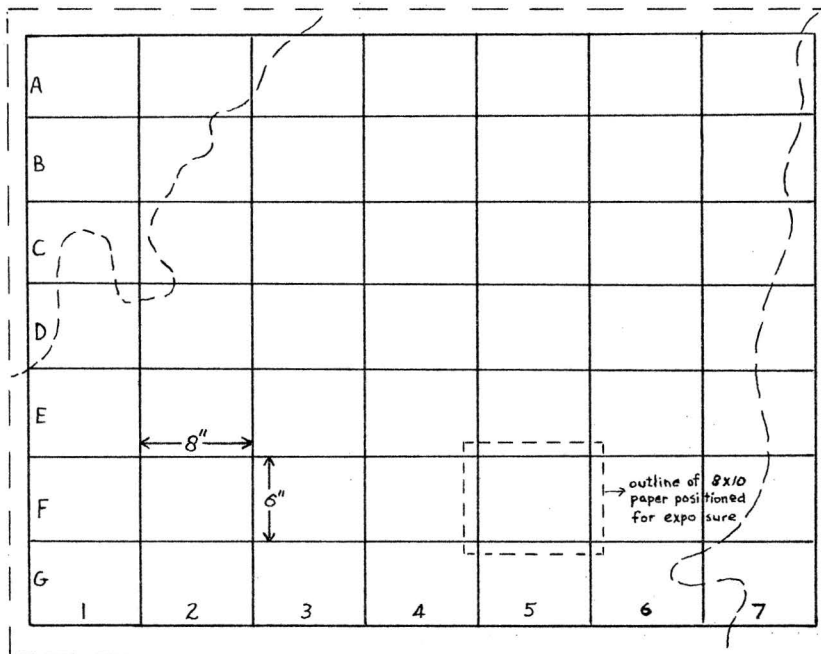 A
B
C
D
E
8"
F
6"
outline of 8x10
paper positioned
for exposure
G
1 2 3 4 5 6 7